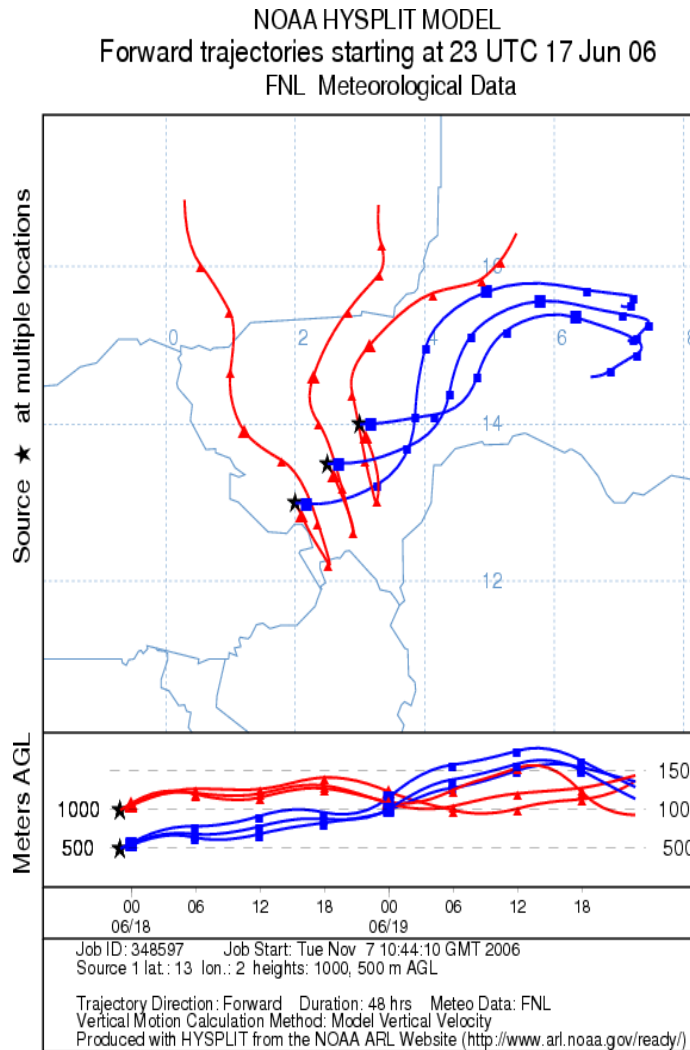 NOAA HYSPLIT MODEL
Forward trajectories starting at 23 UTC 17 Jun 06
FNL Meteorological Data
Source ★ at multiple locations
16
0 2 4 6 8
14
12
Meters AGL
1000
500
150
100
500
00 06 12 18 00 06 12 18
06/18 06/19
Job ID: 348597 Job Start: Tue Nov 7 10:44:10 GMT 2006
Source 1 lat.: 13 lon.: 2 heights: 1000, 500 m AGL
Trajectory Direction: Forward Duration: 48 hrs Meteo Data: FNL
Vertical Motion Calculation Method: Model Vertical Velocity
Produced with HYSPLIT from the NOAA ARL Website (http://www.arl.noaa.gov/ready/)